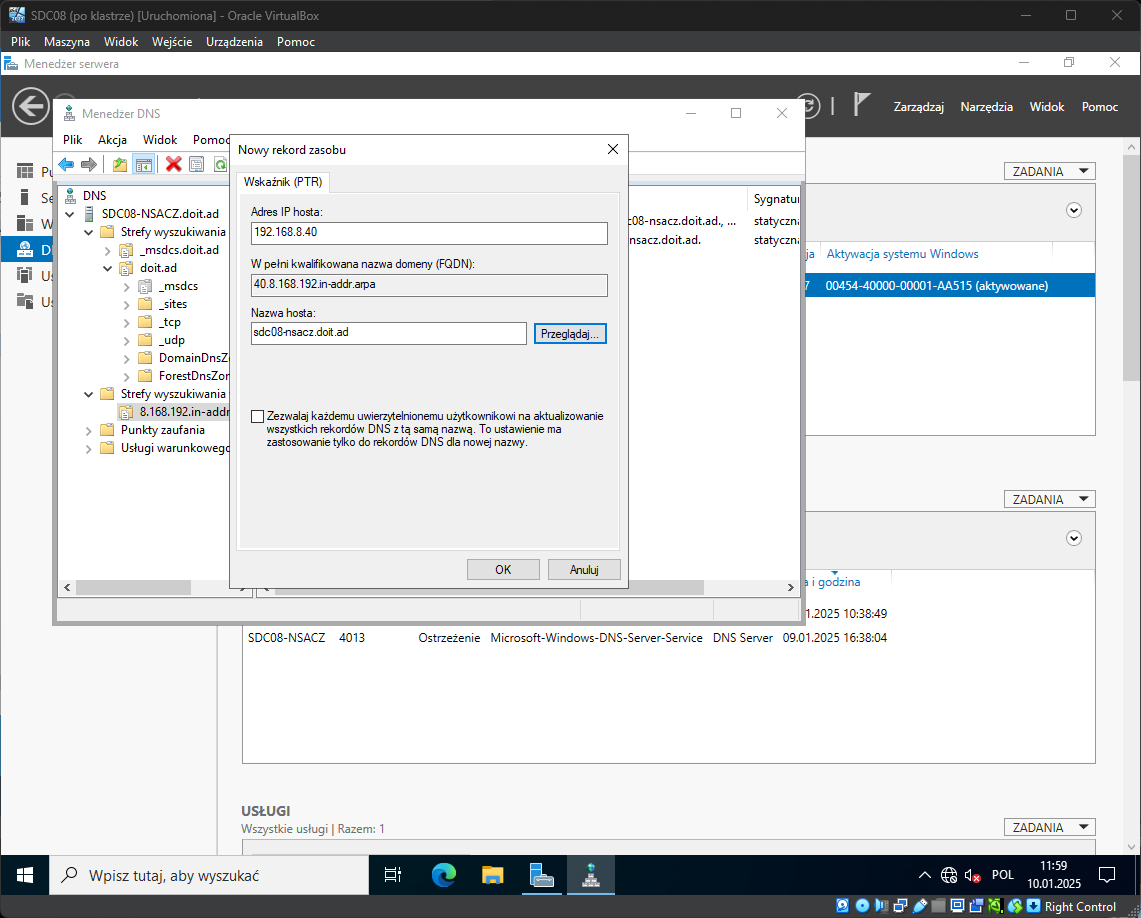 SDC08 (po klastrze) [Uruchomiona] - Oracle VirtualBox
Plik Maszyna Widok Wejście Urządzenia Pomoc
Menedżer serwera
Zarządzaj Narzędzia Widok Pomoc
Menedżer DNS
Plik Akcja Widok Pomoc
Nowy rekord zasobu
Wskaźnik (PTR)
Adres IP hosta:
192.168.8.40
W pełni kwalifikowana nazwa domeny (FQDN):
40.8.168.192.in-addr.arpa
Nazwa hosta:
sdc08-nsacz.doit.ad
Przeglądaj...
Zezwalaj każdemu uwierzytelnionemu użytkownikowi na aktualizowanie
wszystkich rekordów DNS z tą samą nazwą. To ustawienie ma
zastosowanie tylko do rekordów DNS dla nowej nazwy.
OK Anuluj
DNS
SDC08-NSACZ.doit.ad
Strefy wyszukiwania
_msdcs.doit.ad
doit.ad
_msdcs
_sites
_tcp
_udp
DomainDnsZo
ForestDnsZon
Strefy wyszukiwania
8.168.192.in-addr
Punkty zaufania
Usługi warunkowego
Sygnatur
c08-nsacz.doit.ad., ... statyczna
nsacz.doit.ad. statyczna
ZADANIA
ja Aktywacja systemu Windows
7 00454-40000-00001-AA515 (aktywowane)
ZADANIA
a i godzina
1.2025 10:38:49
SDC08-NSACZ 4013 Ostrzeżenie Microsoft-Windows-DNS-Server-Service DNS Server 09.01.2025 16:38:04
USŁUGI
Wszystkie usługi | Razem: 1
ZADANIA
Wpisz tutaj, aby wyszukać
POL
11:59
10.01.2025
Right Control